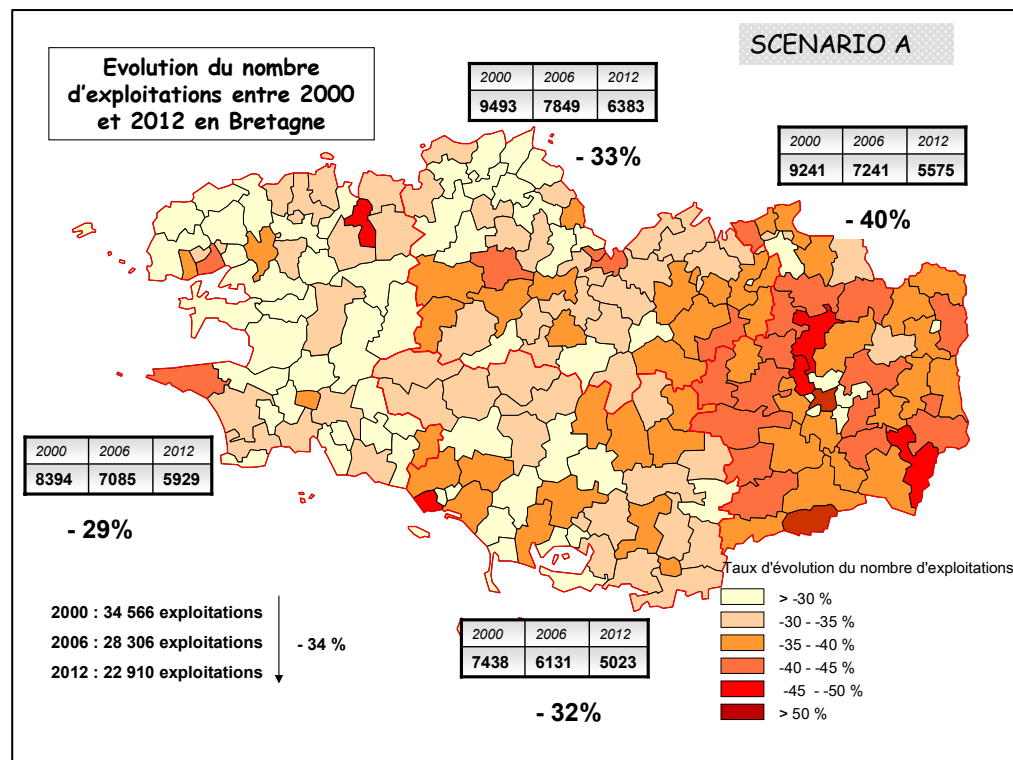 SCENARIO A
Evolution du nombre
d'exploitations entre 2000
et 2012 en Bretagne
2000 2006 2012
9493 7849 6383
- 33%
2000 2006 2012
9241 7241 5575
- 40%
2000 2006 2012
8394 7085 5929
- 29%
2000 : 34 566 exploitations
2006 : 28 306 exploitations
2012 : 22 910 exploitations
- 34 %
2000 2006 2012
7438 6131 5023
- 32%
Taux d'évolution du nombre d'exploitations
> -30 %
-30 - -35 %
-35 - -40 %
-40 - -45 %
-45 - -50 %
> 50 %